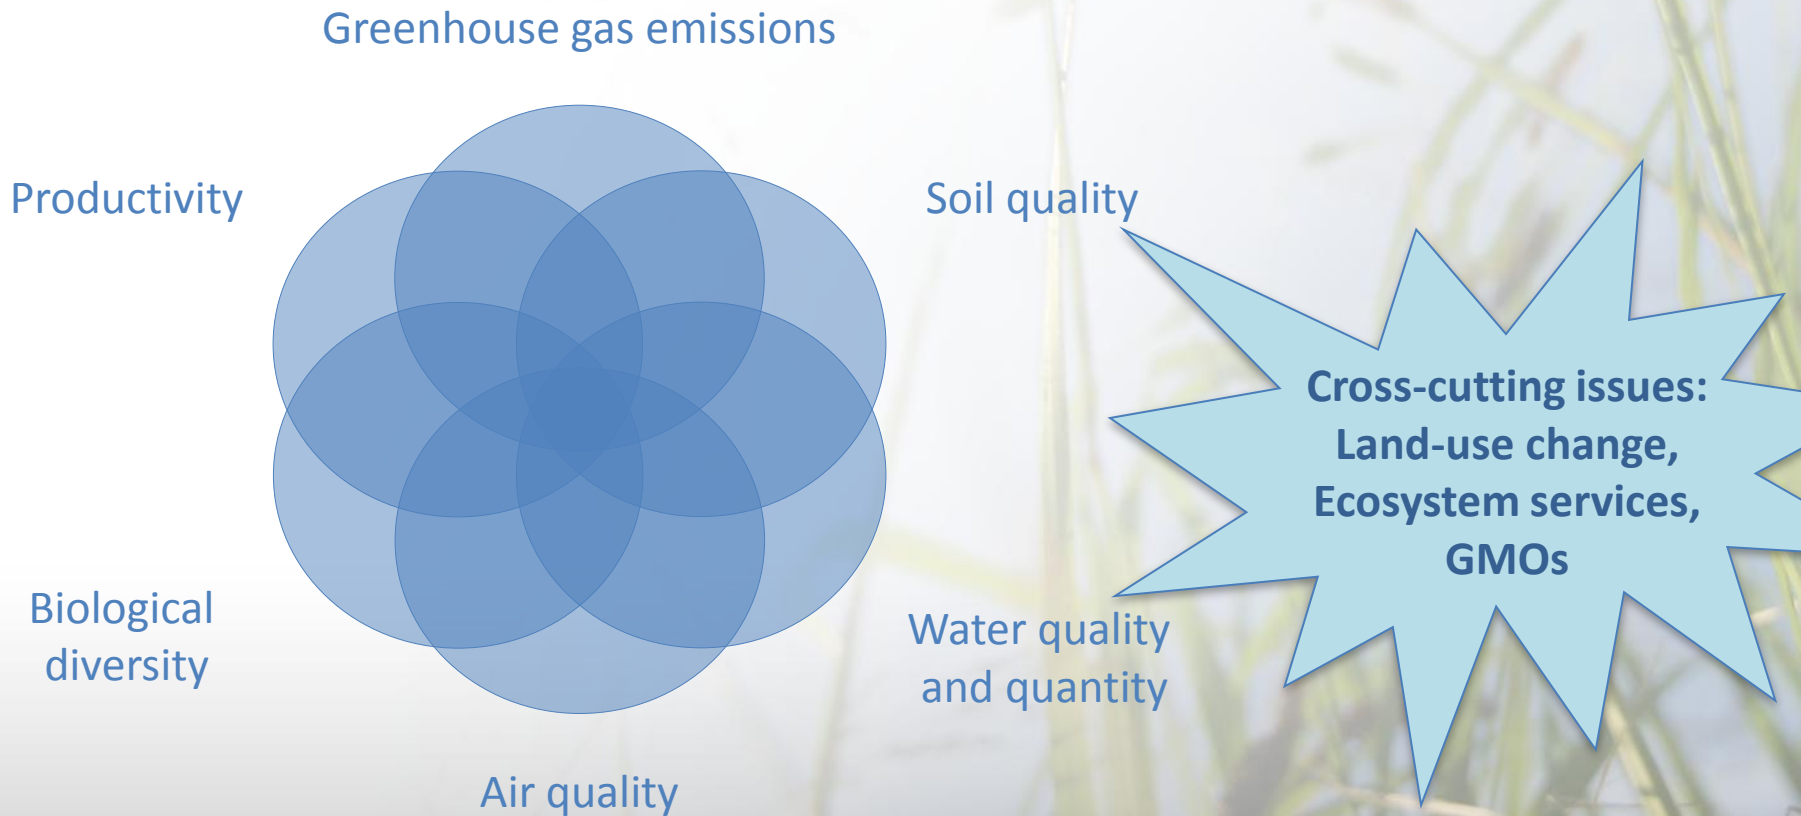 Greenhouse gas emissions
Productivity
Soil quality
Cross-cutting issues:
Land-use change,
Ecosystem services,
GMOs
Biological
diversity
Water quality
and quantity
Air quality